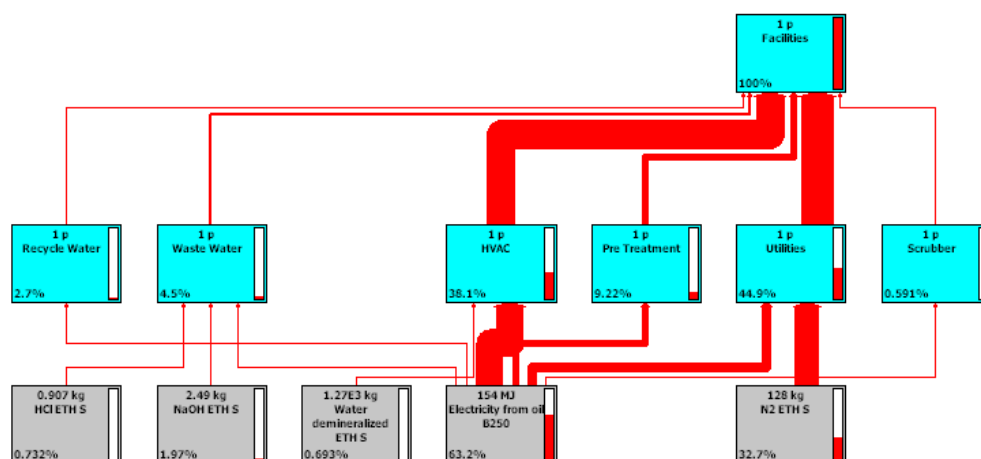 1 p
Facilities
100%
1 p
Recycle Water
2.7%
1 p
Waste Water
4.5%
1 p
HVAC
38.1%
1 p
Pre Treatment
9.22%
1 p
Utilities
44.9%
1 p
Scrubber
0.591%
0.907 kg
HCl ETH S
0.732%
2.49 kg
NaOH ETH S
1.97%
1.27E3 kg
Water
demineralized
ETH S
0.693%
154 MJ
Electricity from oil
B250
63.2%
128 kg
N2 ETH S
32.7%